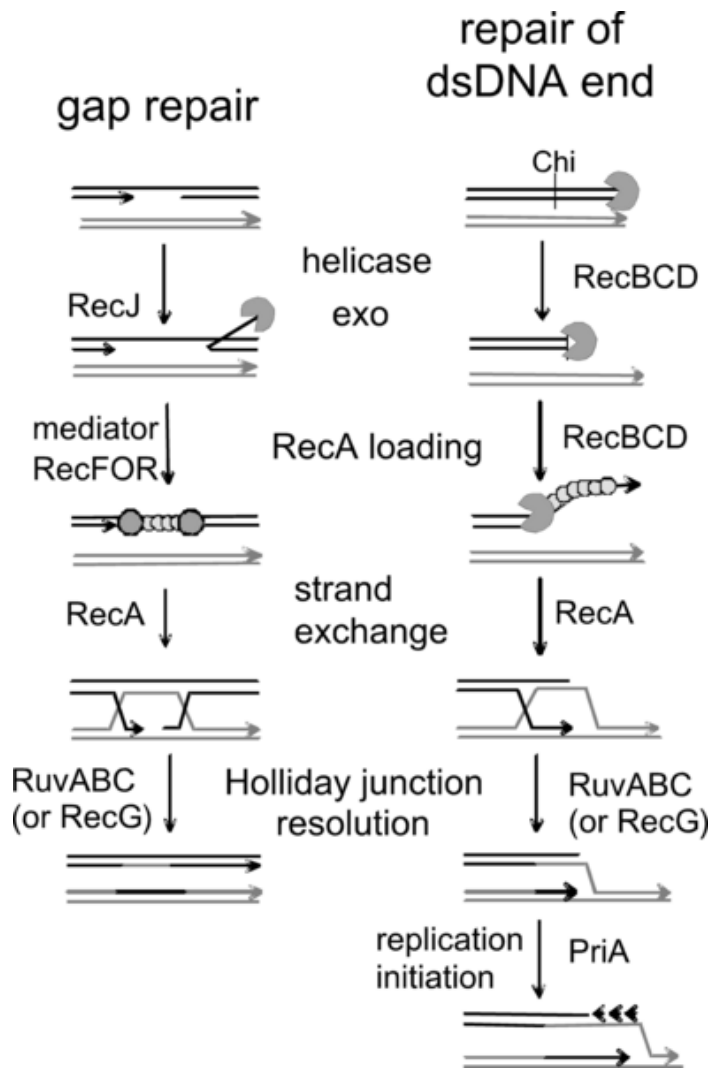 gap repair
repair of
dsDNA end
Chi
RecJ
helicase
exo
RecBCD
mediator
RecFOR
RecA loading
RecBCD
RecA
strand
exchange
RecA
RuvABC
(or RecG)
Holliday junction
resolution
RuvABC
(or RecG)
replication
initiation
PriA